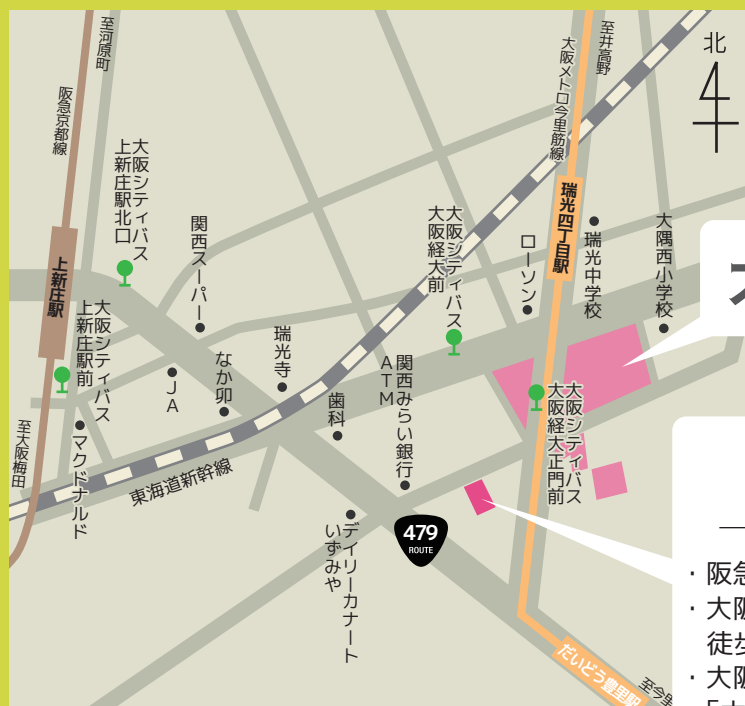 至河原町
阪急京都線
大阪シティバス
上新庄駅北口
関西スーパー
上新庄駅
大阪シティバス
上新庄駅前
JA
なか卯
瑞光寺
歯科
マクドナルド
至大阪梅田
東海道新幹線
大阪シティバス
大阪経大前
関西みらい銀行
ATM
デイリーカナート
いずみや
479
ROUTE
大阪メトロ今里筋線
至井高野
瑞光四丁目駅
ローソン
瑞光中学校
大隅西小学校
大阪シティバス
大阪経大正門前
だいどう豊里駅
至今里
北
・阪急
・大阪
徒歩
・大阪